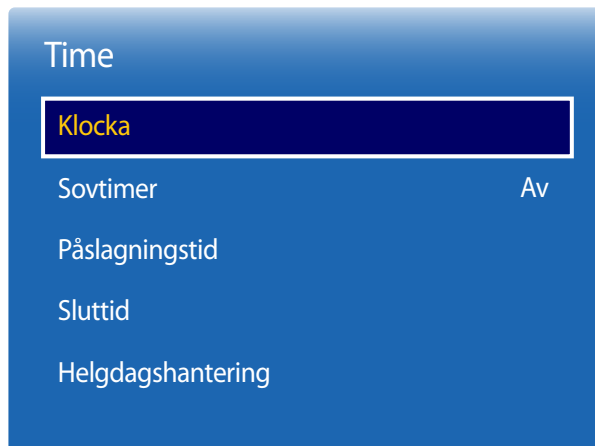 Time
Klocka
Sovtimer Av
Påslagningstid
Sluttid
Helgdagshantering